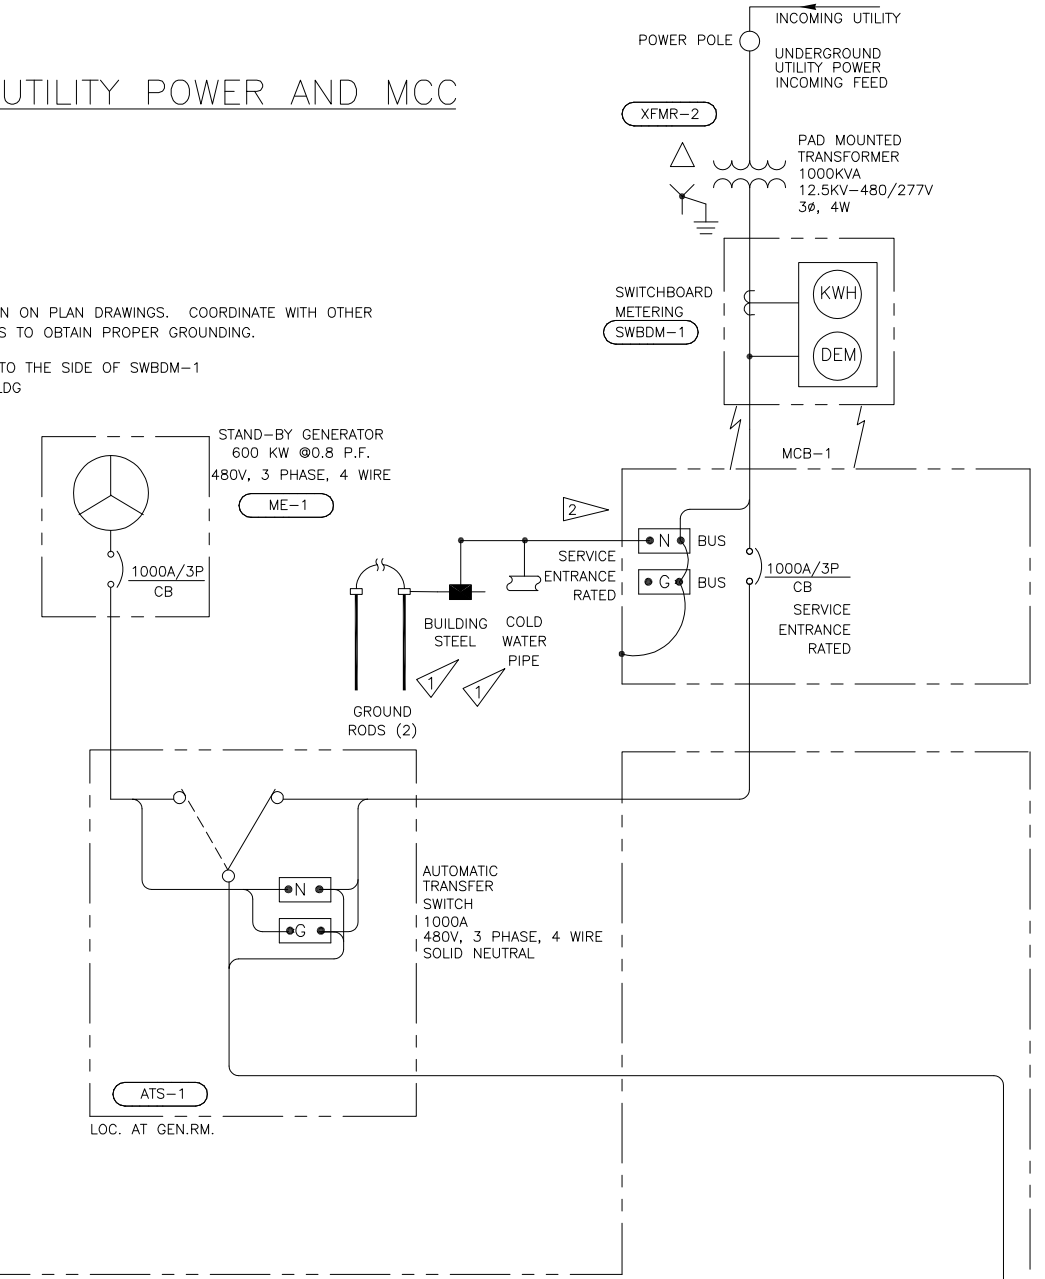 INCOMING UTILITY
POWER POLE
UNDERGROUND
UTILITY POWER
INCOMING FEED
UTILITY POWER AND MCC
XFMR-2
PAD MOUNTED
TRANSFORMER
1000KVA
12.5KV-480/277V
3ø, 4W
SWITCHBOARD
METERING
SWBDM-1
KWH
DEM
N ON PLAN DRAWINGS. COORDINATE WITH OTHER
S TO OBTAIN PROPER GROUNDING.
TO THE SIDE OF SWBDM-1
LDG
STAND-BY GENERATOR
600 KW @0.8 P.F.
480V, 3 PHASE, 4 WIRE
ME-1
1000A/3P
CB
MCB-1
2
N
BUS
G
BUS
SERVICE
ENTRANCE
RATED
1000A/3P
CB
SERVICE
ENTRANCE
RATED
BUILDING
STEEL
COLD
WATER
PIPE
1
1
GROUND
RODS (2)
N
G
AUTOMATIC
TRANSFER
SWITCH
1000A
480V, 3 PHASE, 4 WIRE
SOLID NEUTRAL
ATS-1
LOC. AT GEN.RM.